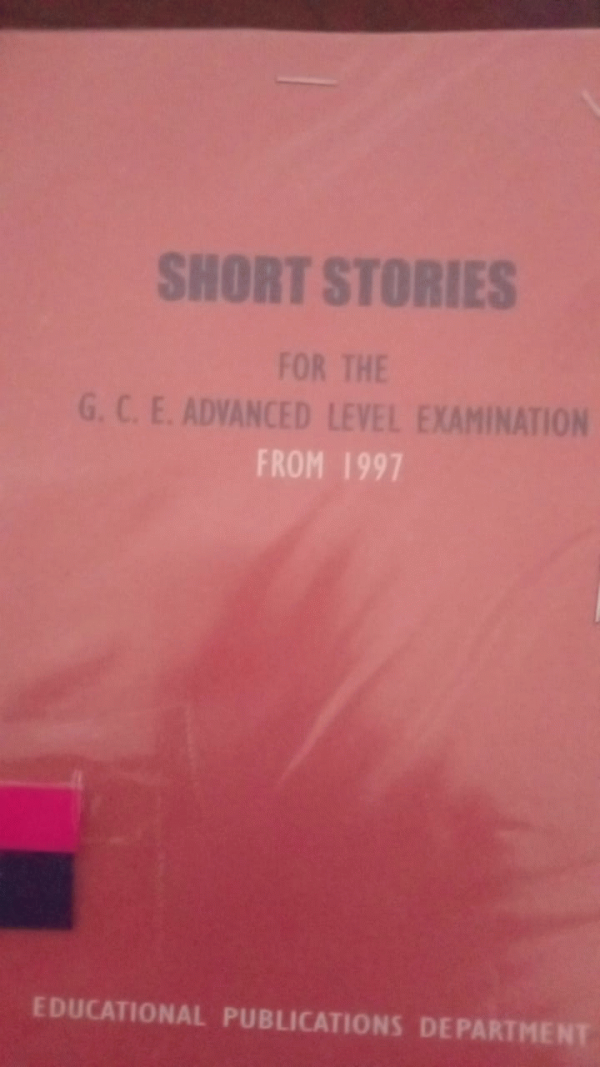 SHORT STORIES
FOR THE
G. C. E. ADVANCED LEVEL EXAMINATION
FROM 1997
EDUCATIONAL PUBLICATIONS DEPARTMENT